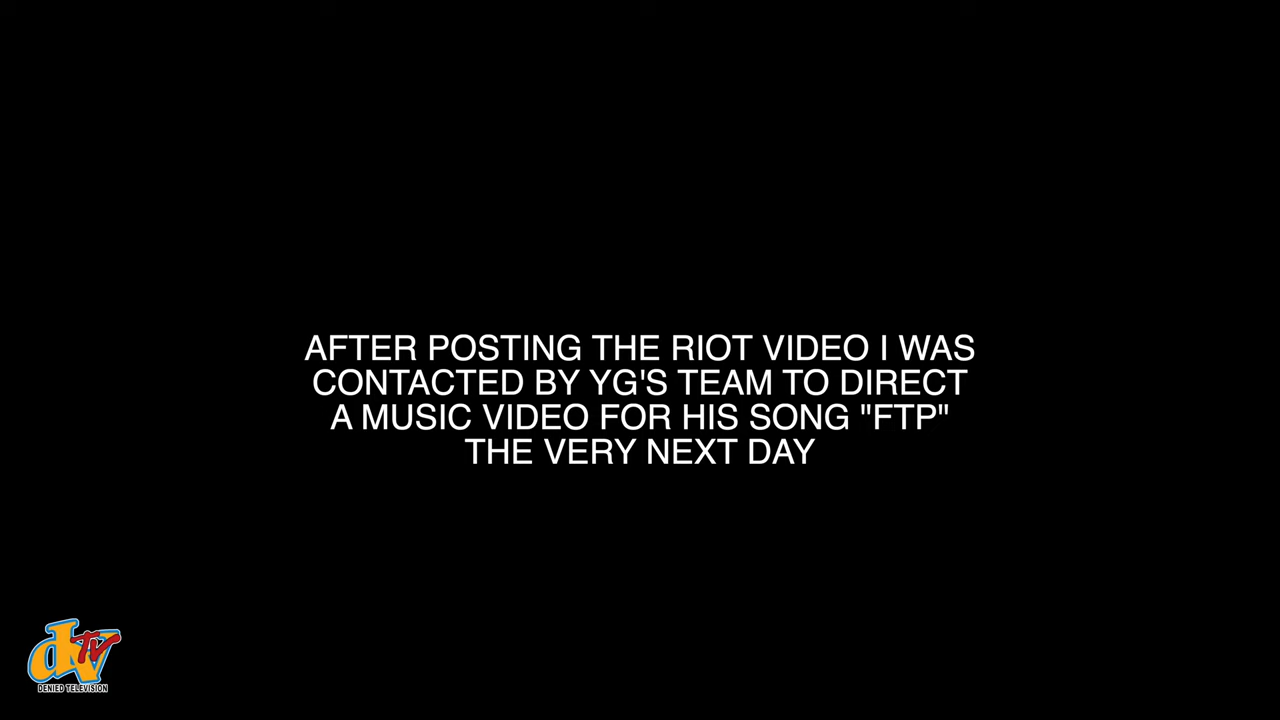 AFTER POSTING THE RIOT VIDEO I WAS
CONTACTED BY YG'S TEAM TO DIRECT
A MUSIC VIDEO FOR HIS SONG "FTP"
THE VERY NEXT DAY
dTV
DENIED TELEVISION